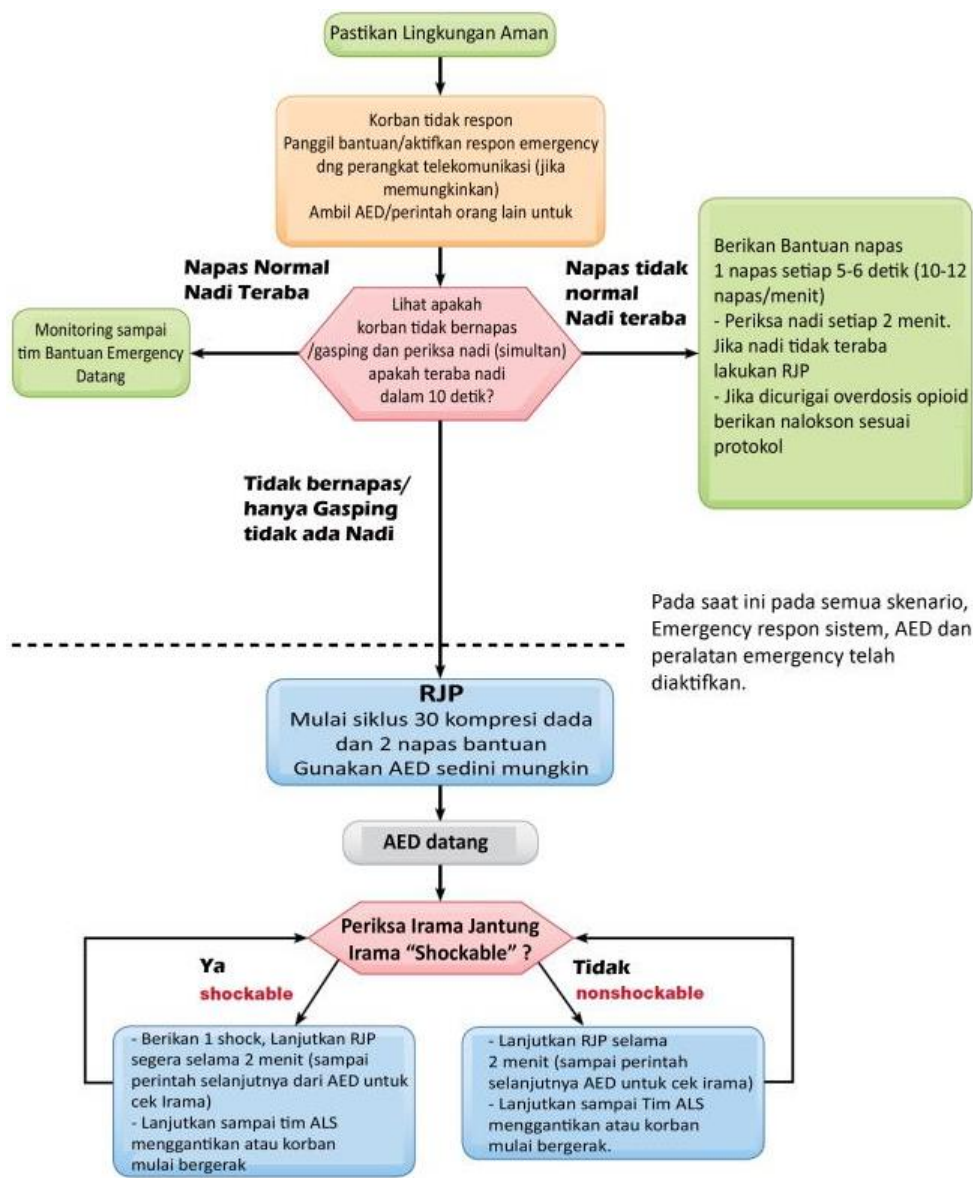 Pastikan Lingkungan Aman
Korban tidak respon
Panggil bantuan/aktifkan respon emergency
dng perangkat telekomunikasi (jika
memungkinkan)
Ambil AED/perintah orang lain untuk
Napas Normal
Nadi Teraba
Napas tidak
normal
Nadi teraba
Monitoring sampai
tim Bantuan Emergency
Datang
Lihat apakah
korban tidak bernapas
/gasping dan periksa nadi (simultan)
apakah teraba nadi
dalam 10 detik?
Berikan Bantuan napas
1 napas setiap 5-6 detik (10-12
napas/menit)
- Periksa nadi setiap 2 menit.
Jika nadi tidak teraba
lakukan RJP
- Jika dicurigai overdosis opioid
berikan nalokson sesuai
protokol
Tidak bernapas/
hanya Gasping
tidak ada Nadi
Pada saat ini pada semua skenario,
Emergency respon sistem, AED dan
peralatan emergency telah
diaktifkan.
RJP
Mulai siklus 30 kompresi dada
dan 2 napas bantuan
Gunakan AED sedini mungkin
AED datang
Periksa Irama Jantung
Irama “Shockable” ?
Ya
shockable
Tidak
nonshockable
- Berikan 1 shock, Lanjutkan RJP
segera selama 2 menit (sampai
perintah selanjutnya dari AED untuk
cek Irama)
- Lanjutkan sampai tim ALS
menggantikan atau korban
mulai bergerak
- Lanjutkan RJP selama
2 menit (sampai perintah
selanjutnya AED untuk cek irama)
- Lanjutkan sampai Tim ALS
menggantikan atau korban
mulai bergerak.